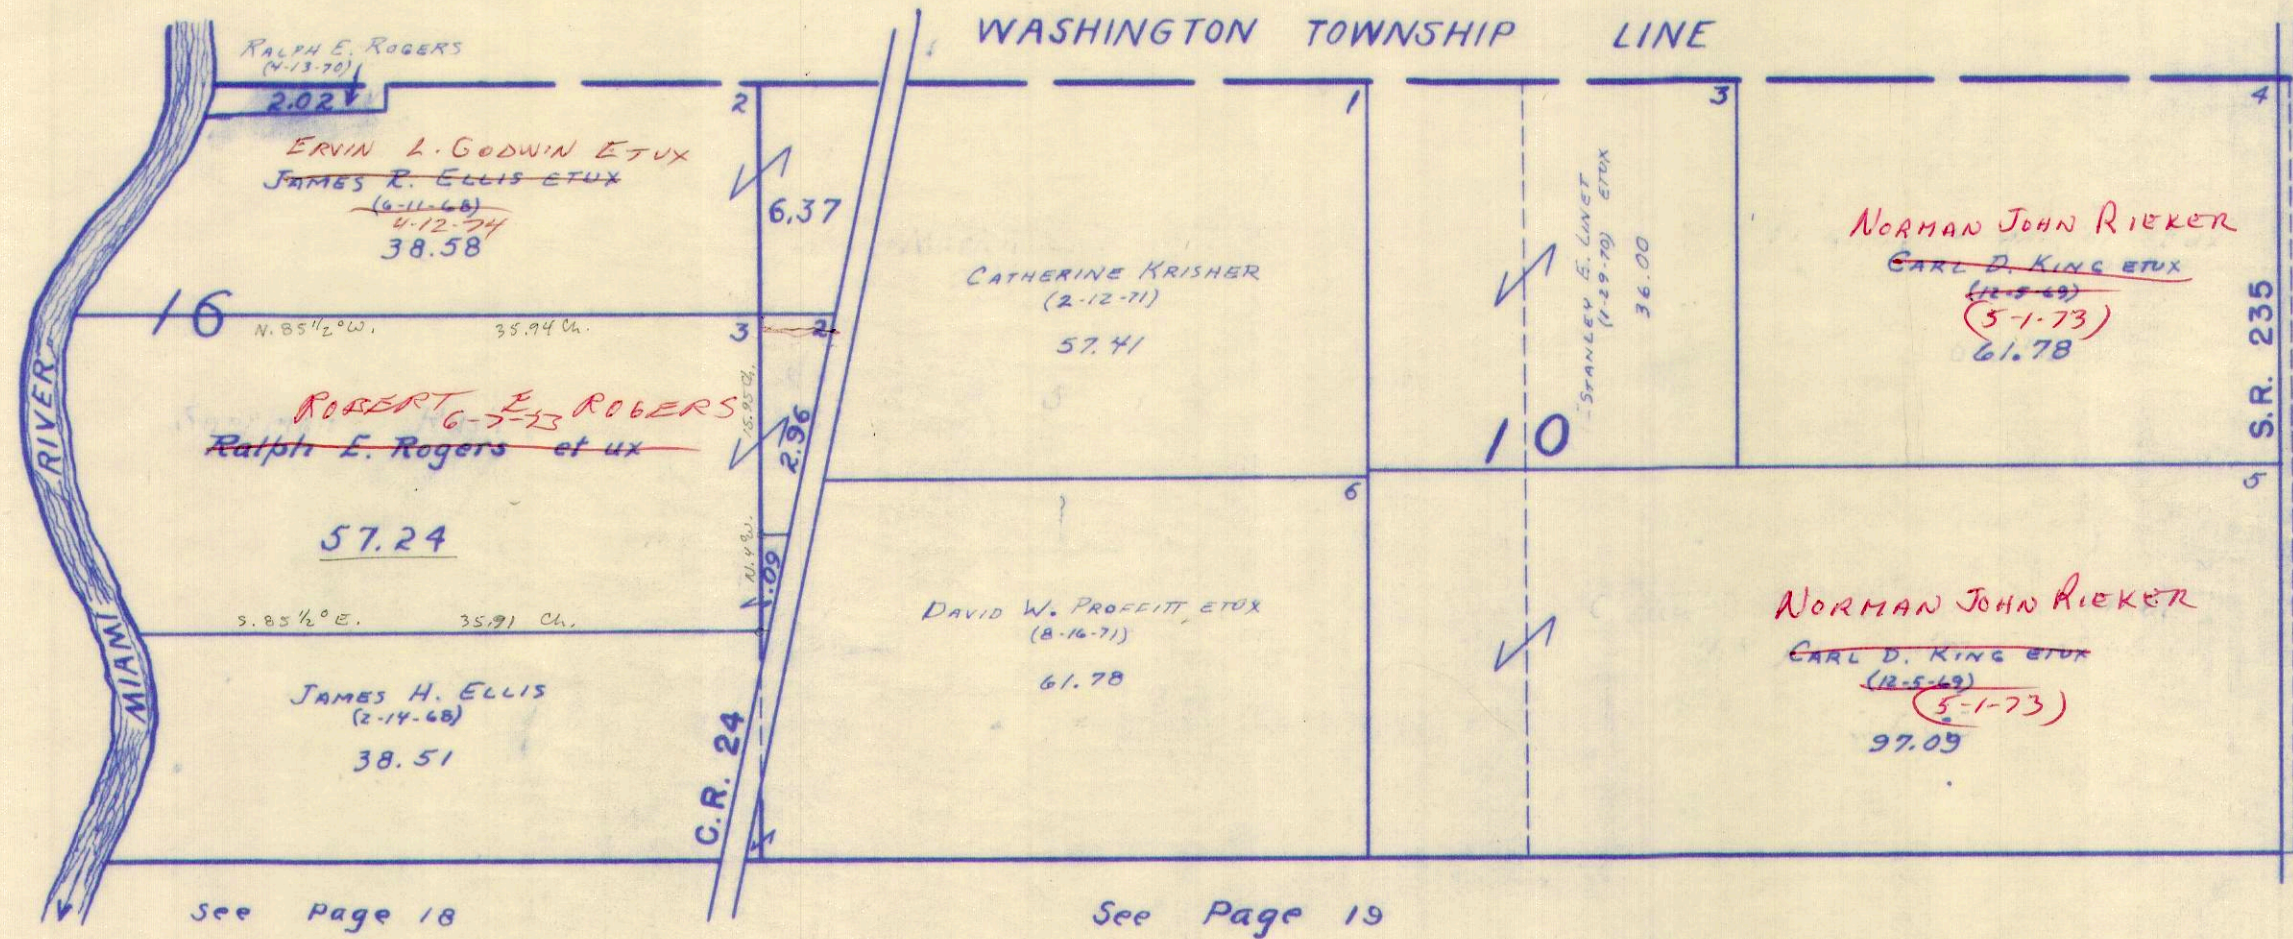 WASHINGTON TOWNSHIP LINE
RALPH E. ROGERS
(4-13-70)
2.02
2
1
3
4
ERVIN L. GODWIN ETUX
JAMES R. ELLIS ETUX
(6-11-68)
4-12-74
38.58
6.37
CATHERINE KRISHER
(2-12-71)
57.41
STANLEY E. LINET
(1-29-70) ETUX
36.00
NORMAN JOHN RIEKER
CARL D. KING ETUX
(12-5-69)
(5-1-73)
61.78
S.R. 235
16
N. 85 1/2° W. 35.94 Ch.
3
2
ROBERT E. ROGERS
6-7-73
Ralph E. Rogers et ux
57.24
15.95 Ch.
N. 4° W.
2.96
.09
10
6
5
S. 85 1/2° E. 35.91 Ch.
JAMES H. ELLIS
(2-14-68)
38.51
DAVID W. PROFFITT ETUX
(8-16-71)
61.78
NORMAN JOHN RIEKER
CARL D. KING ETUX
(12-5-69)
(5-1-73)
97.09
MIAMI RIVER
C.R. 24
See Page 18
See Page 19